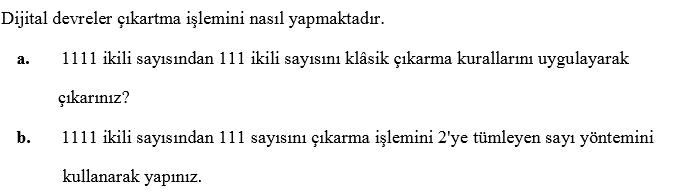 Dijital devreler çıkartma işlemini nasıl yapmaktadır.
a. 1111 ikili sayısından 111 ikili sayısını klâsik çıkarma kurallarını uygulayarak
çıkarınız?
b. 1111 ikili sayısından 111 sayısını çıkarma işlemini 2'ye tümleyen sayı yöntemini
kullanarak yapınız.